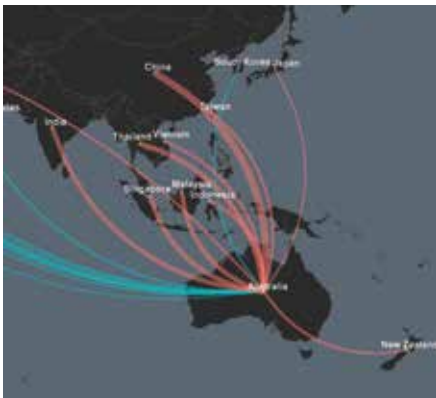 China
South Korea
Japan
Taiwan
India
Thailand
Vietnam
Singapore
Malaysia
Indonesia
Australia
New Zealand